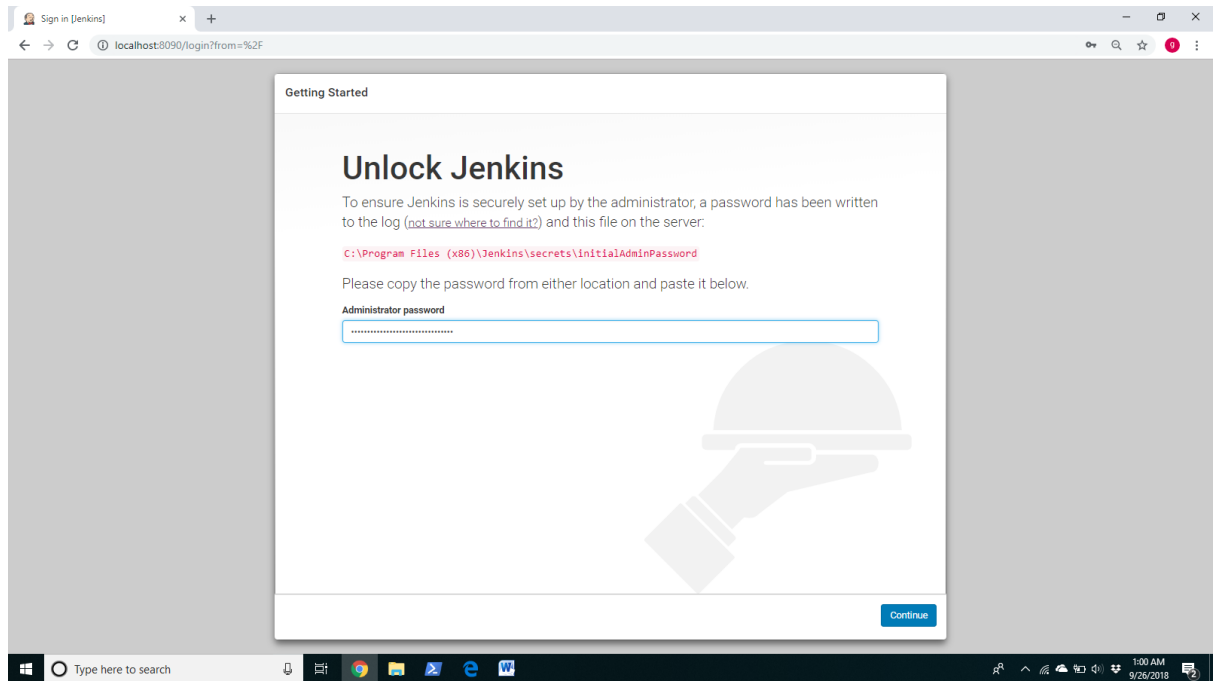 Sign in [Jenkins]
localhost:8090/login?from=%2F
g
Getting Started
Unlock Jenkins
To ensure Jenkins is securely set up by the administrator, a password has been written
to the log (not sure where to find it?) and this file on the server:
C:\Program Files (x86)\Jenkins\secrets\initialAdminPassword
Please copy the password from either location and paste it below.
Administrator password
Continue
Type here to search
1:00 AM
9/26/2018
2